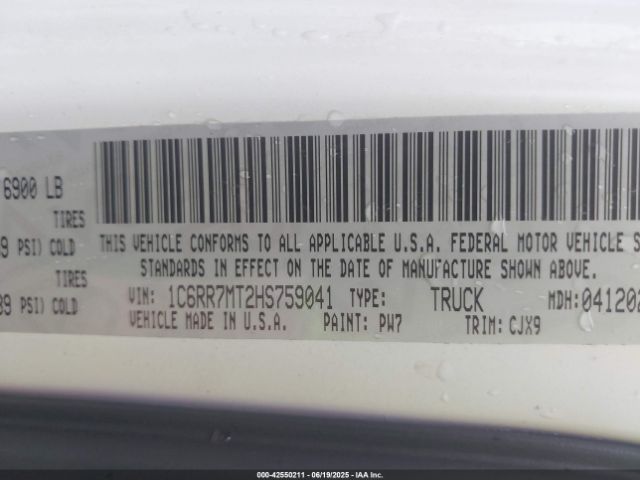 6900 LB
TIRES
PSI) COLD
TIRES
PSI) COLD
THIS VEHICLE CONFORMS TO ALL APPLICABLE U.S.A. FEDERAL MOTOR VEHICLE S
STANDARDS IN EFFECT ON THE DATE OF MANUFACTURE SHOWN ABOVE.
VIN: 1C6RR7MT2HS759041 TYPE: TRUCK MDH: 041202
VEHICLE MADE IN U.S.A. PAINT: PW7 TRIM: CJX9
000-42550211 - 06/19/2025 - IAA Inc.